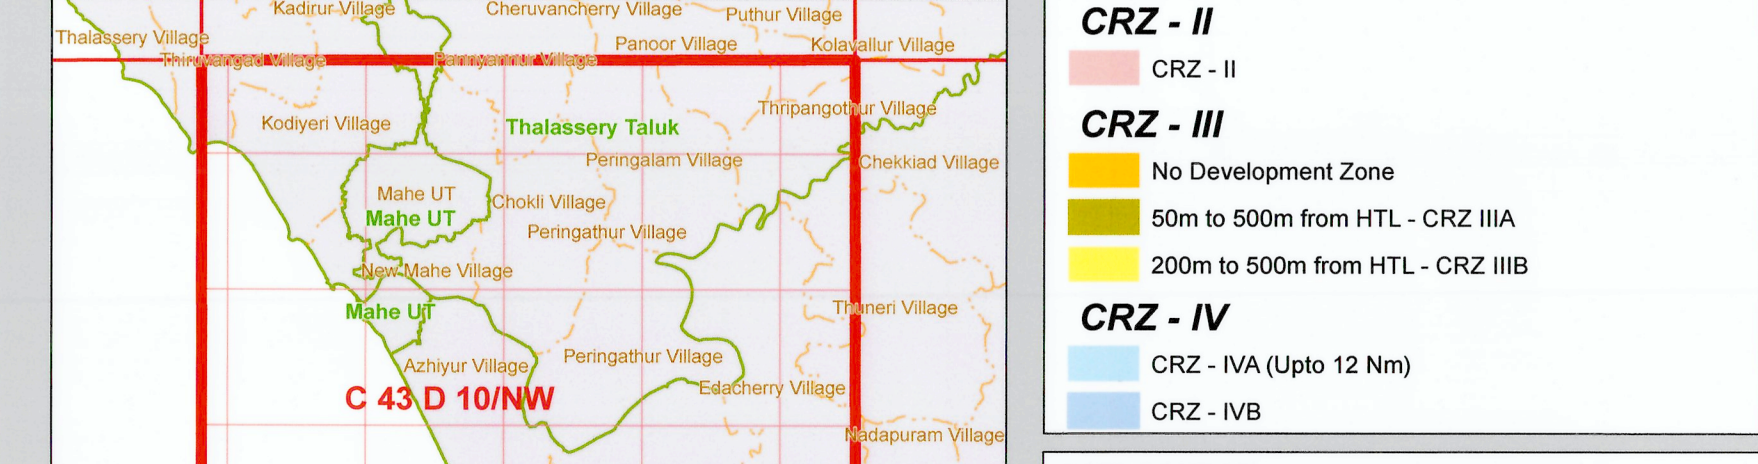 Kadirur Village
Cheruvancherry Village
Puthur Village
Thalassery Village
Panoor Village
Kolavallur Village
Thiruvangad Village
Pannyannur Village
Thripangothur Village
Kodiyeri Village
Thalassery Taluk
Peringalam Village
Chekkiad Village
Mahe UT
Chokli Village
Mahe UT
Peringathur Village
New Mahe Village
Mahe UT
Thuneri Village
Azhiyur Village
Peringathur Village
Edacherry Village
C 43 D 10/NW
Nadapuram Village
CRZ - II
CRZ - II
CRZ - III
No Development Zone
50m to 500m from HTL - CRZ IIIA
200m to 500m from HTL - CRZ IIIB
CRZ - IV
CRZ - IVA (Upto 12 Nm)
CRZ - IVB